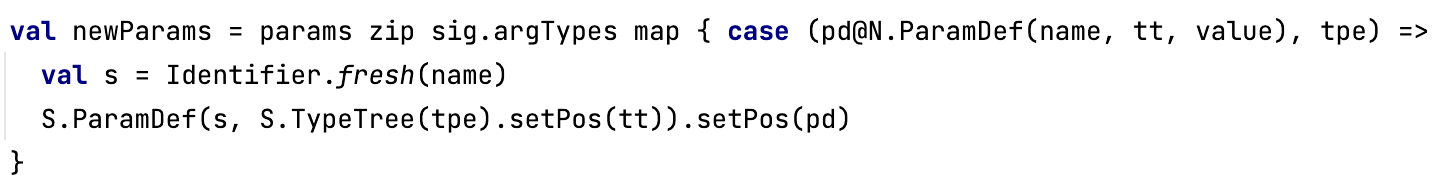 val newParams = params zip sig.argTypes map { case (pd@N.ParamDef(name, tt, value), tpe) =>
  val s = Identifier.fresh(name)
  S.ParamDef(s, S.TypeTree(tpe).setPos(tt)).setPos(pd)
}